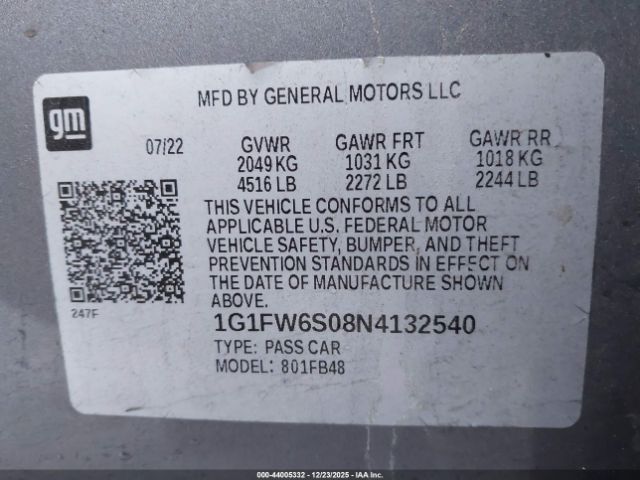 gm
MFD BY GENERAL MOTORS LLC
07/22 GVWR GAWR FRT GAWR RR
2049 KG 1031 KG 1018 KG
4516 LB 2272 LB 2244 LB
THIS VEHICLE CONFORMS TO ALL
APPLICABLE U.S. FEDERAL MOTOR
VEHICLE SAFETY, BUMPER, AND THEFT
PREVENTION STANDARDS IN EFFECT ON
THE DATE OF MANUFACTURE SHOWN
ABOVE.
247F
1G1FW6S08N4132540
TYPE: PASS CAR
MODEL: 801FB48
000-44005332 - 12/23/2025 - IAAI.COM